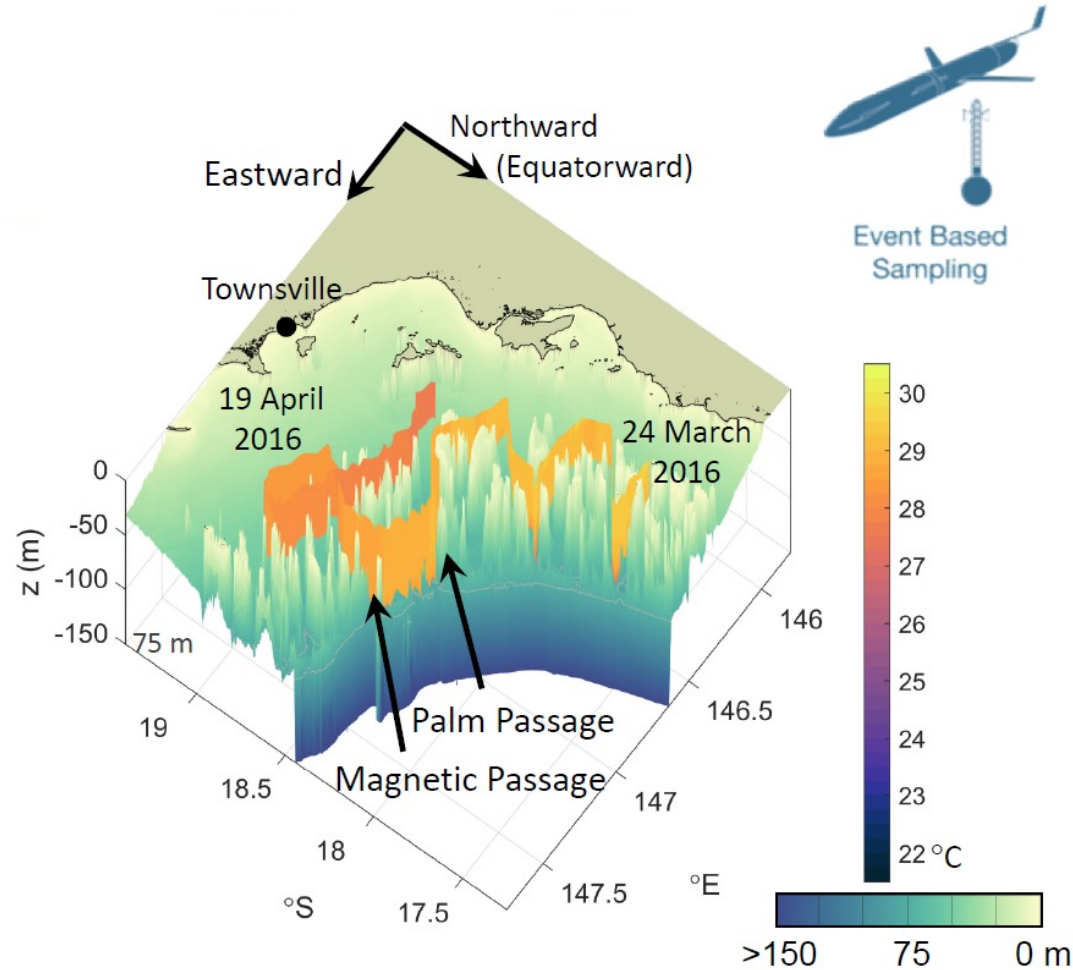 Northward
(Equatorward)
Eastward
Event Based
Sampling
Townsville
19 April
2016
24 March
2016
0
-50
-100
-150
z (m)
75 m
19
18.5
18
17.5
°S
146
146.5
147
147.5
°E
Palm Passage
Magnetic Passage
30
29
28
27
26
25
24
23
22 °C
>150 75 0 m